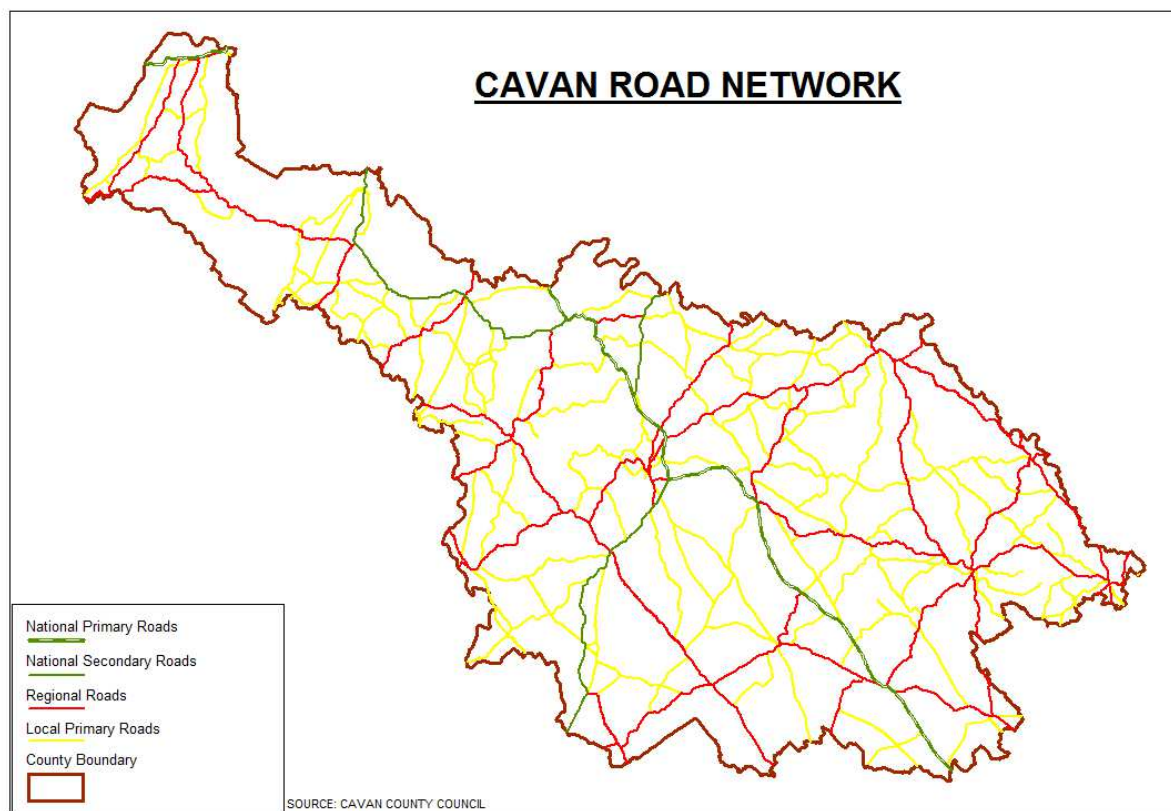 CAVAN ROAD NETWORK
National Primary Roads
National Secondary Roads
Regional Roads
Local Primary Roads
County Boundary
SOURCE: CAVAN COUNTY COUNCIL